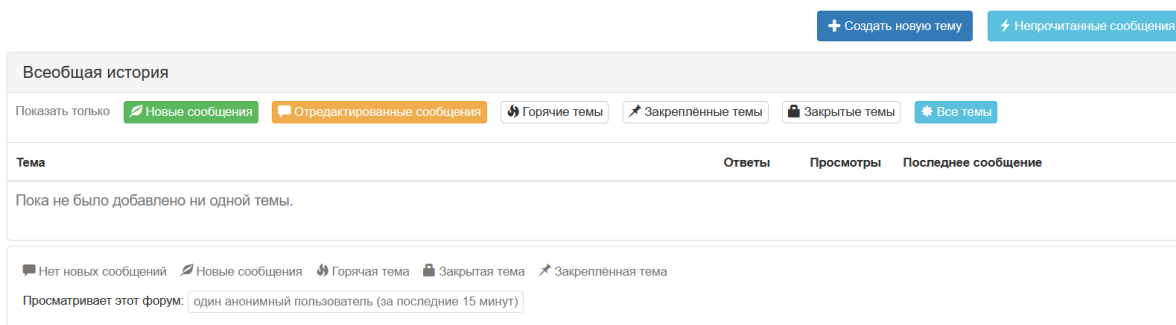 Создать новую тему Непрочитанные сообщения
Всеобщая история
Показать только Новые сообщения Отредактированные сообщения Горячие темы Закреплённые темы Закрытые темы Все темы
Тема Ответы Просмотры Последнее сообщение
Пока не было добавлено ни одной темы.
Нет новых сообщений Новые сообщения Горячая тема Закрытая тема Закреплённая тема
Просматривает этот форум: один анонимный пользователь (за последние 15 минут)